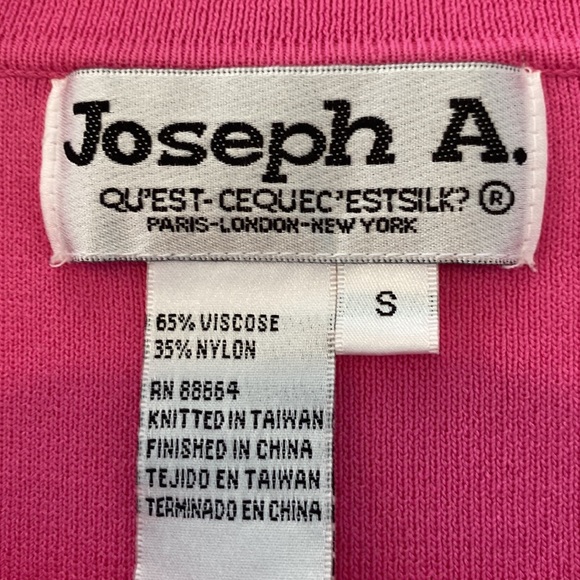 Joseph A.
QU'EST-CEQUEC'ESTSILK? ®
PARIS-LONDON-NEW YORK
S
65% VISCOSE
35% NYLON
RN 88664
KNITTED IN TAIWAN
FINISHED IN CHINA
TEJIDO EN TAIWAN
TERMINADO EN CHINA